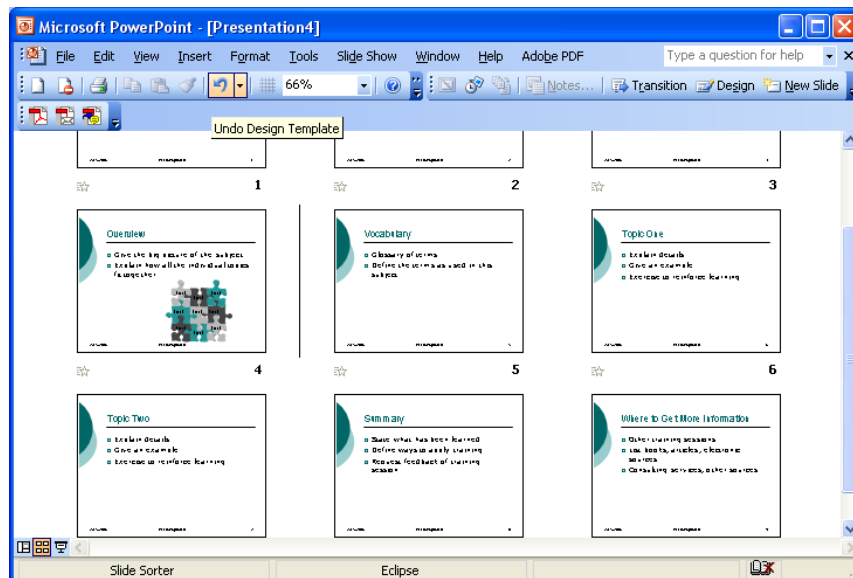 Microsoft PowerPoint - [Presentation4]
File Edit View Insert Format Tools Slide Show Window Help Adobe PDF Type a question for help
66% Notes... Transition Design New Slide
Undo Design Template
1 2 3
Overview
Give the big picture of the subject
Explain how all the individual
together
Vocabulary
Glossary of terms
Define the terms as used in this
subject
Topic One
Explain details
Give an example
Exercise to reinforce learning
4 5 6
Topic Two
Explain details
Give an example
Exercise to reinforce learning
Summary
State what has been learned
Define ways to apply training
Request feedback of training
session
Where to Get More Information
Other training sessions
List books, articles, electronic
sources
Consulting services, other sources
Slide Sorter Eclipse